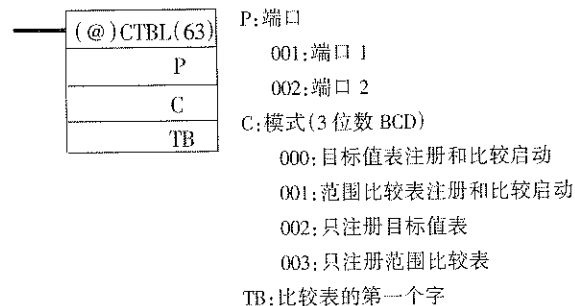 (@)CTBL(63)
P
C
TB
P:端口
001:端口 1
002:端口 2
C:模式(3 位数 BCD)
000:目标值表注册和比较启动
001:范围比较表注册和比较启动
002:只注册目标值表
003:只注册范围比较表
TB:比较表的第一个字